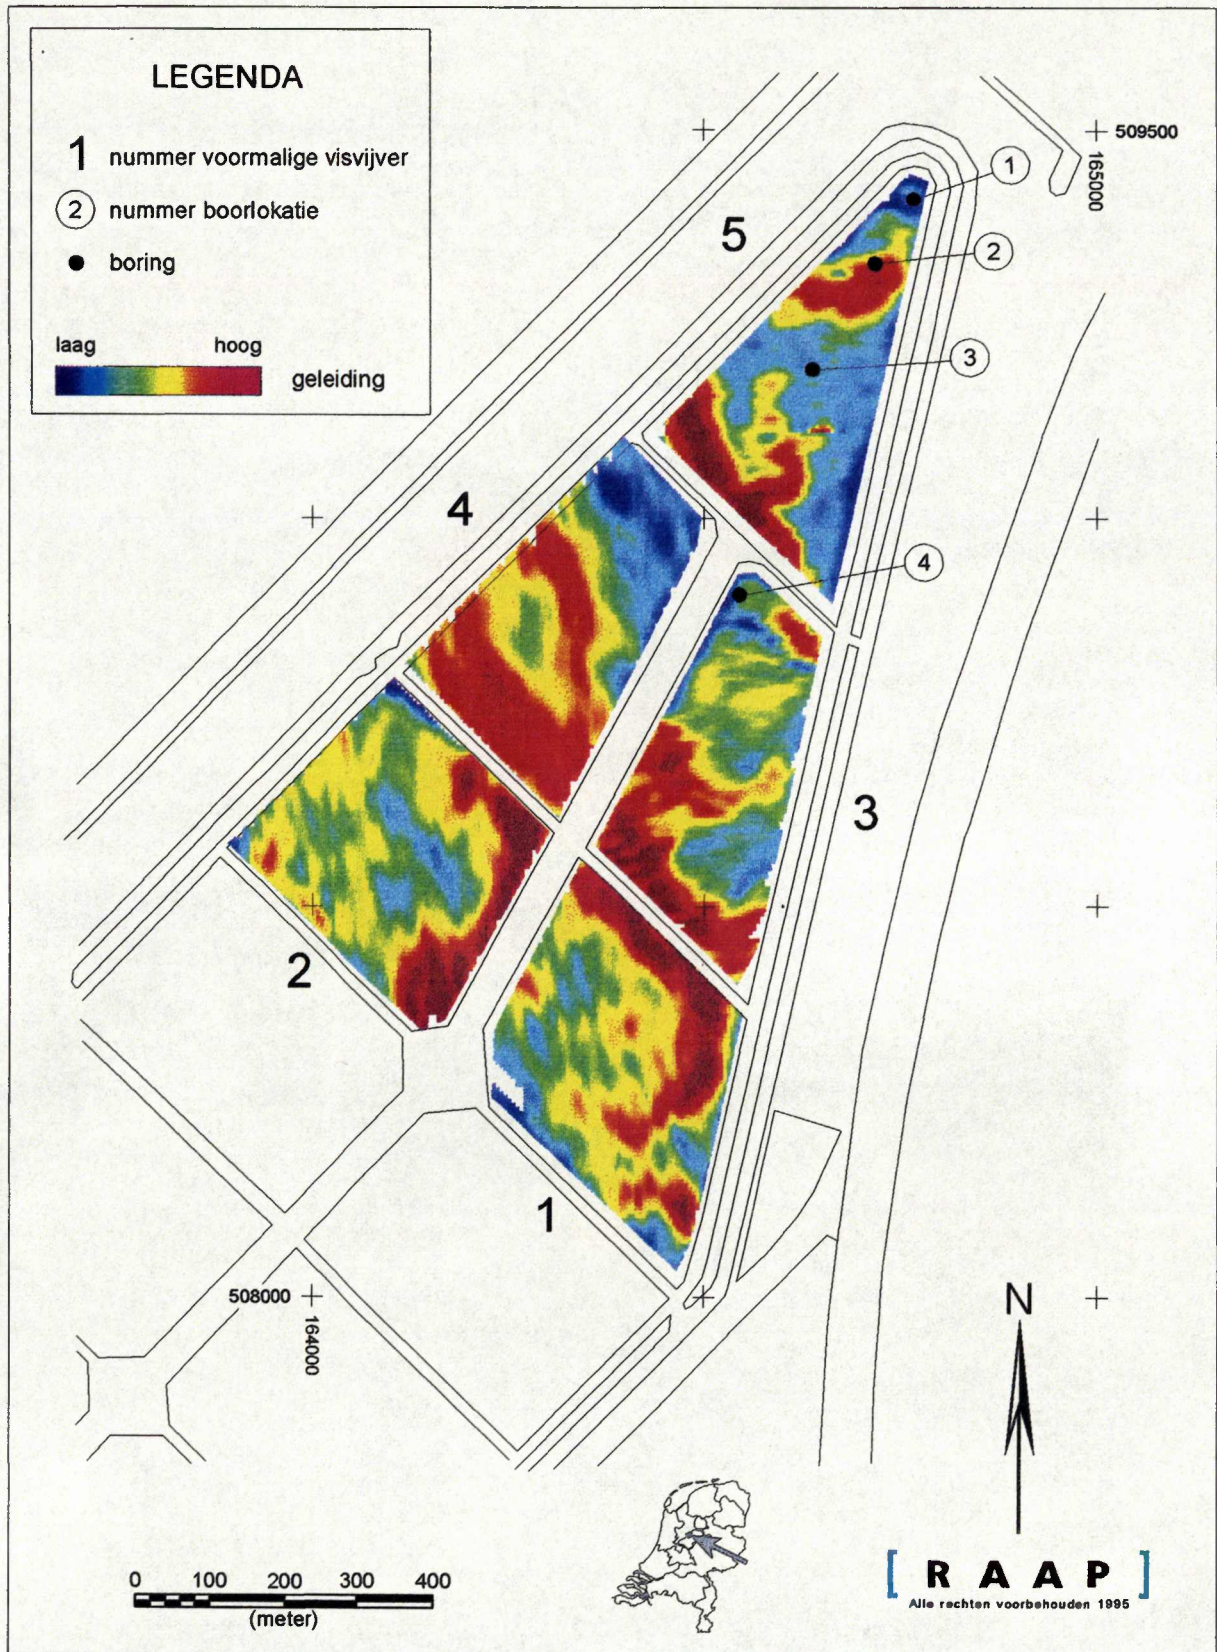 LEGENDA
1 nummer voormalige visvijver
2 nummer boorlokatie
boring
laag hoog
geleiding
509500
165000
1
5
2
3
4
4
3
2
1
508000
164000
N
0 100 200 300 400
(meter)
[ R A A P ]
Alle rechten voorbehouden 1995